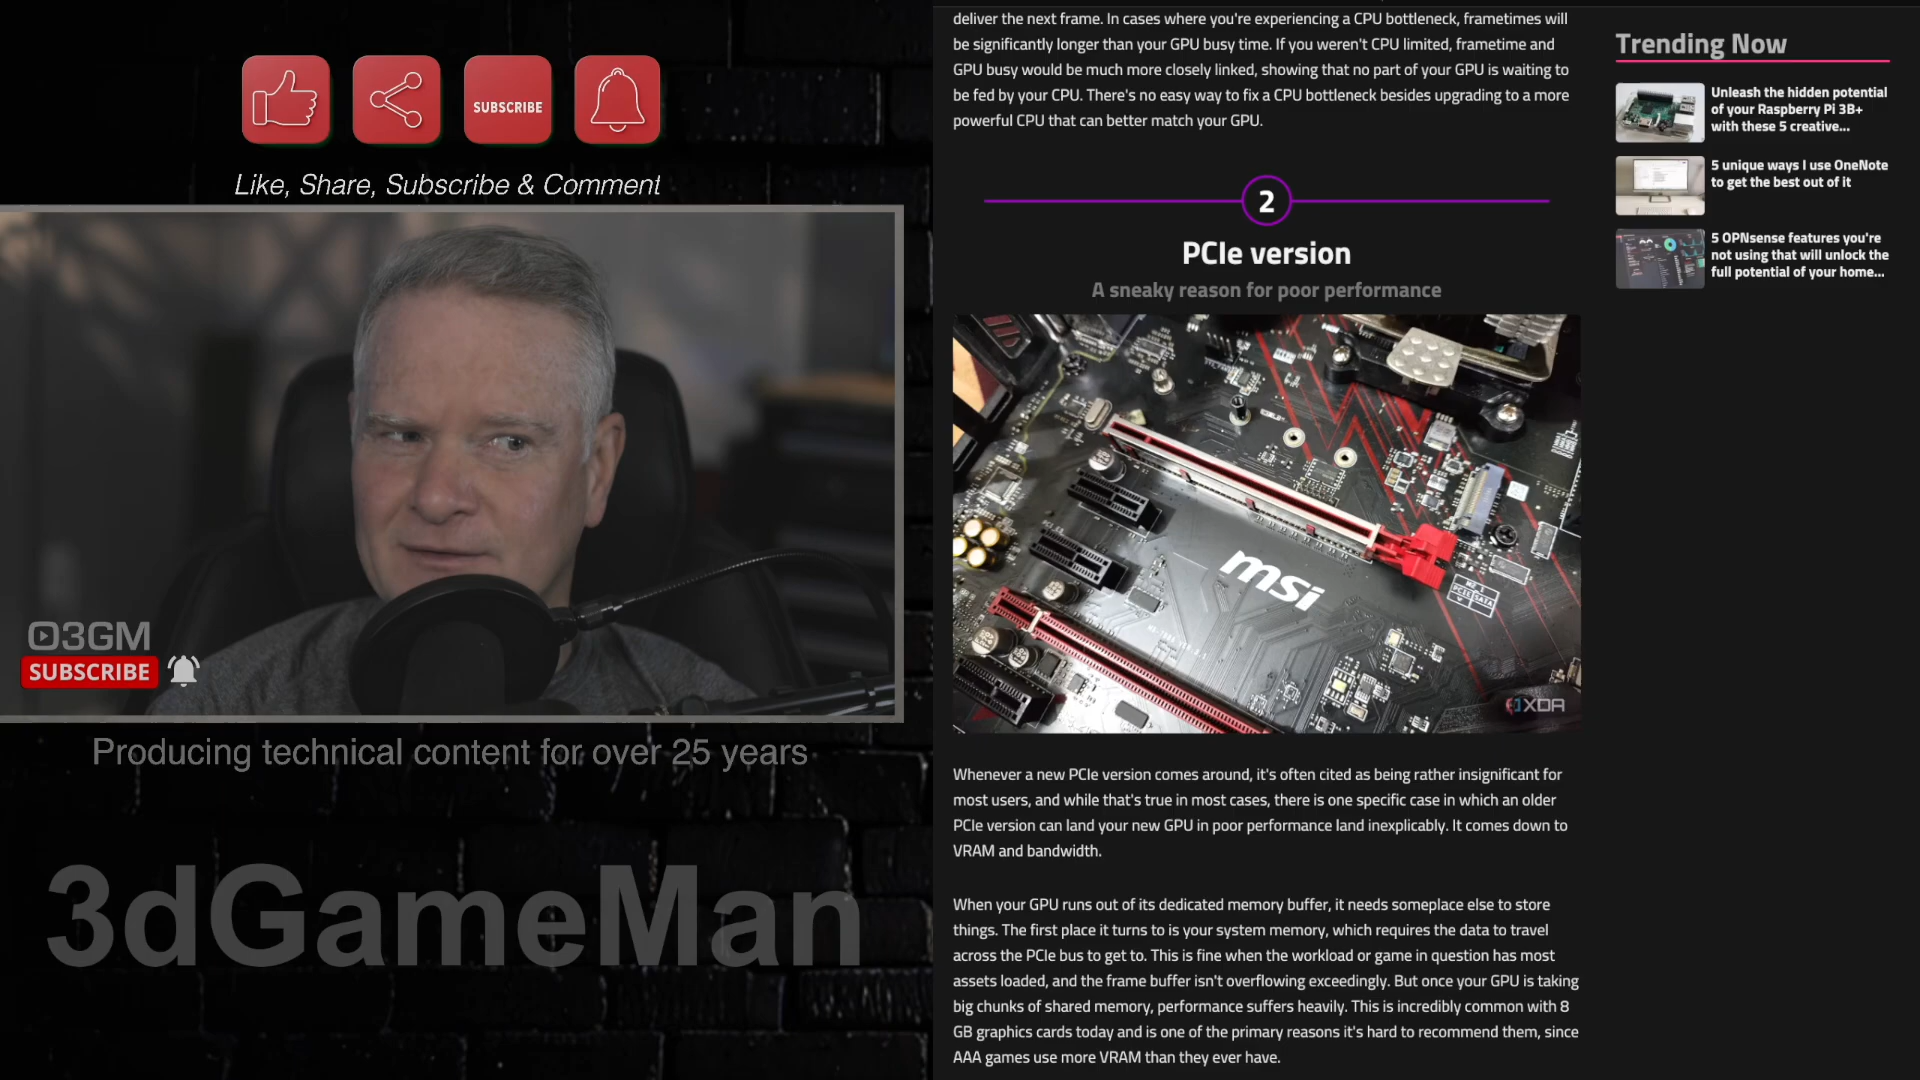 SUBSCRIBE
Like, Share, Subscribe & Comment
3GM
SUBSCRIBE
Producing technical content for over 25 years
3dGameMan
deliver the next frame. In cases where you're experiencing a CPU bottleneck, frametimes will
be significantly longer than your GPU busy time. If you weren't CPU limited, frametime and
GPU busy would be much more closely linked, showing that no part of your GPU is waiting to
be fed by your CPU. There's no easy way to fix a CPU bottleneck besides upgrading to a more
powerful CPU that can better match your GPU.
2
PCIe version
A sneaky reason for poor performance
msi
XDA
Whenever a new PCIe version comes around, it's often cited as being rather insignificant for
most users, and while that's true in most cases, there is one specific case in which an older
PCIe version can land your new GPU in poor performance land inexplicably. It comes down to
VRAM and bandwidth.
When your GPU runs out of its dedicated memory buffer, it needs someplace else to store
things. The first place it turns to is your system memory, which requires the data to travel
across the PCIe bus to get to. This is fine when the workload or game in question has most
assets loaded, and the frame buffer isn't overflowing exceedingly. But once your GPU is taking
big chunks of shared memory, performance suffers heavily. This is incredibly common with 8
GB graphics cards today and is one of the primary reasons it's hard to recommend them, since
AAA games use more VRAM than they ever have.
Trending Now
Unleash the hidden potential
of your Raspberry Pi 3B+
with these 5 creative...
5 unique ways I use OneNote
to get the best out of it
5 OPNsense features you're
not using that will unlock the
full potential of your home...